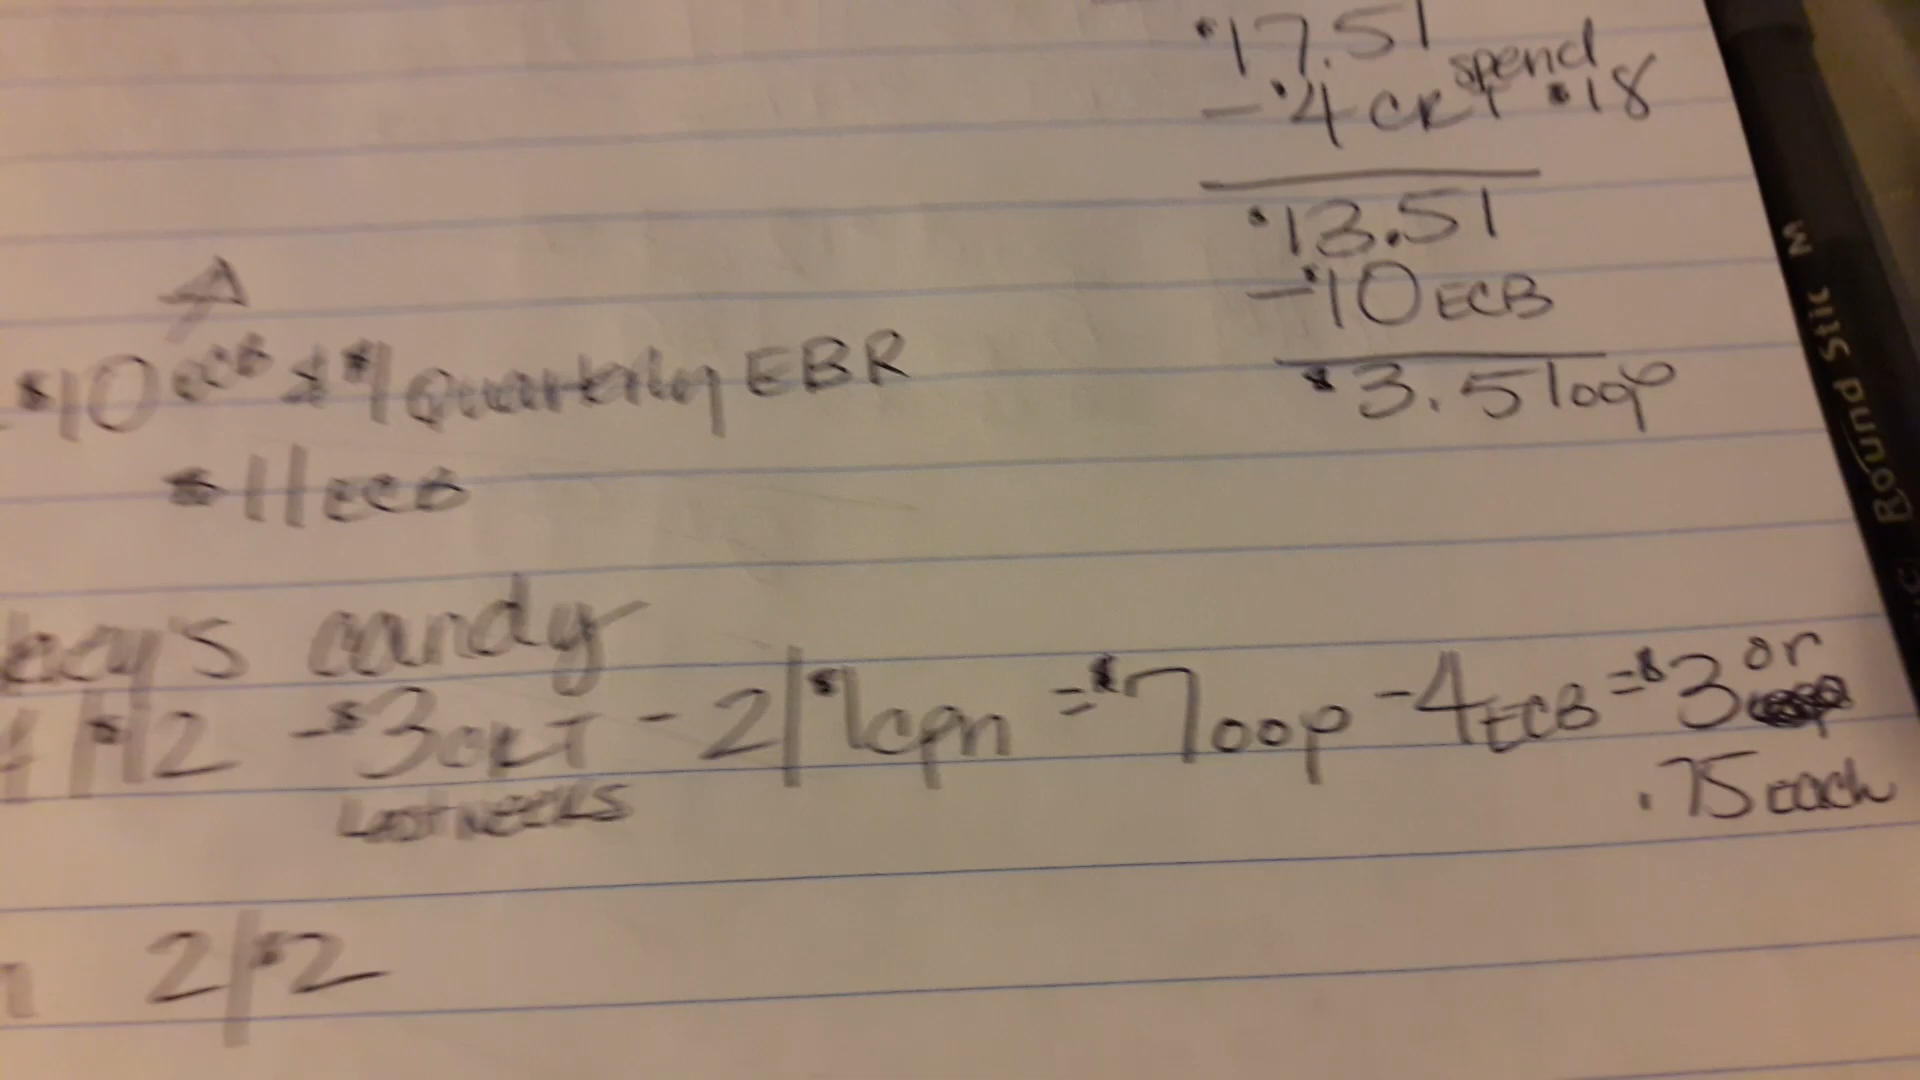 $17.51
spend
-$4 CRT $18
$13.51
-$10 ECB
$3.51 oop
$10 ECB & $1 Quarterly EBR
$11 ECB
key's candy
$12 -$3 CRT - 2/$1 cpn = $7 oop -4 ECB = $3 or
Last weeks
.75 each
2/$2
M Round Stic